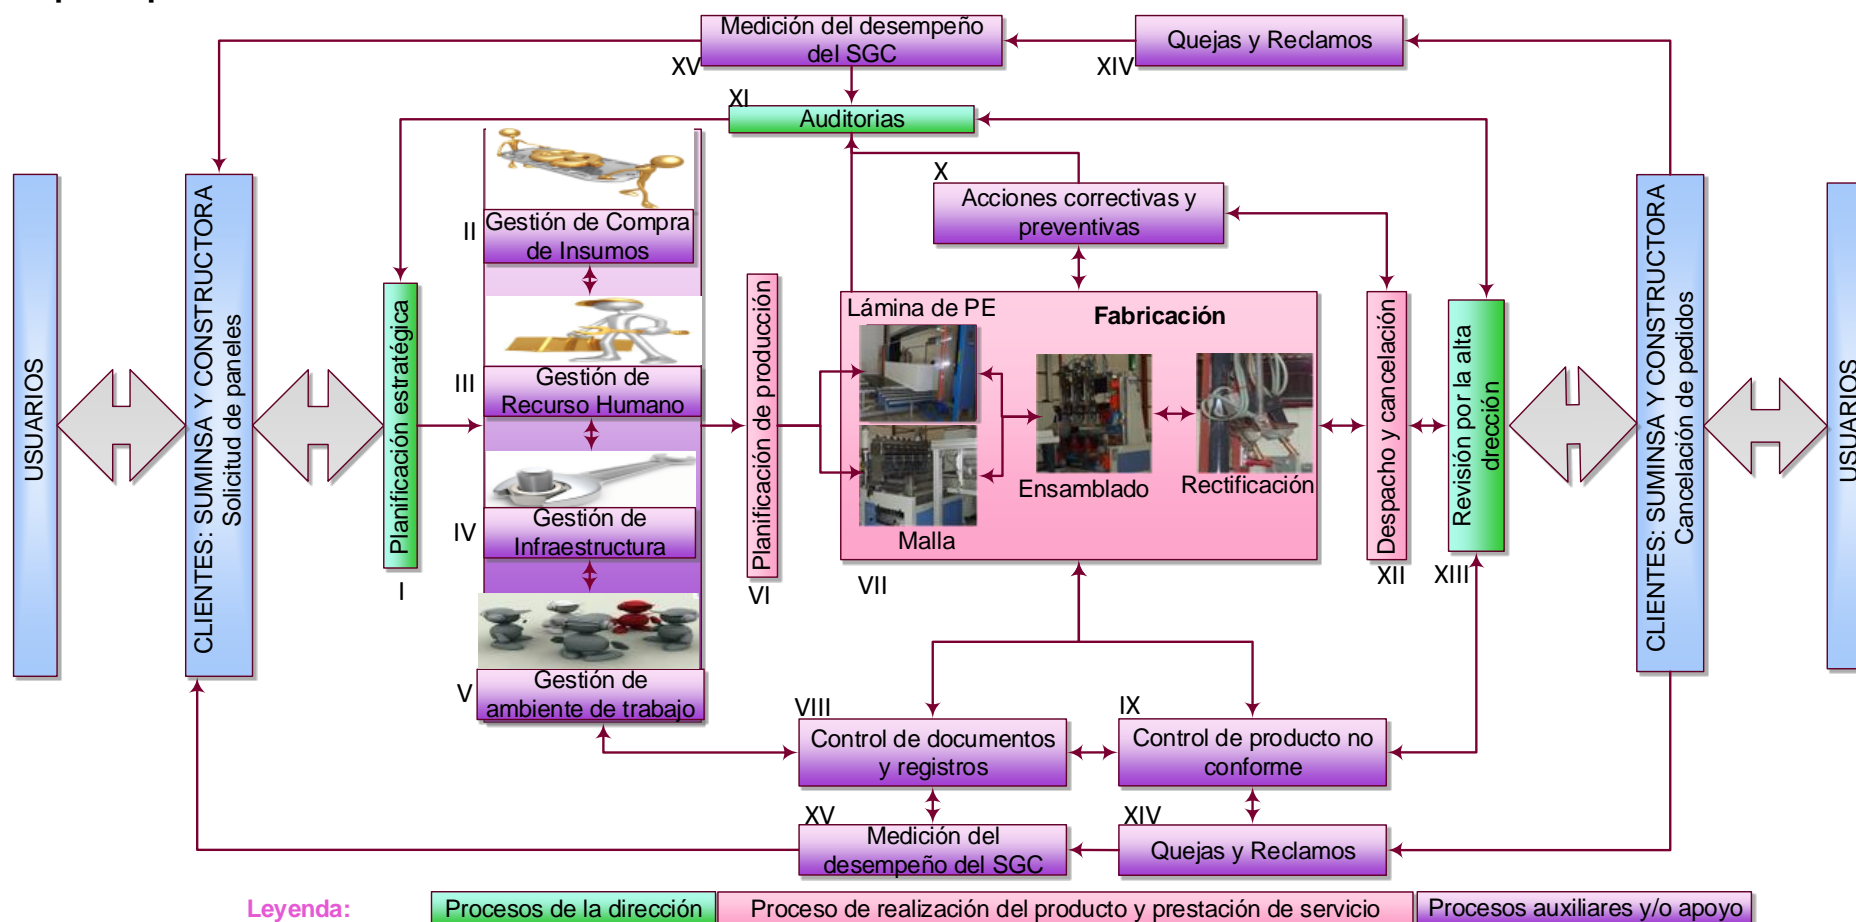 Medición del desempeño
del SGC
XV
Quejas y Reclamos
XIV
XI
Auditorias
X
Acciones correctivas y
preventivas
USUARIOS
CLIENTES: SUMINSA Y CONSTRUCTORA
Solicitud de paneles
Planificación estratégica
I
II
Gestión de Compra
de Insumos
III
Gestión de
Recurso Humano
IV
Gestión de
Infraestructura
V
Gestión de
ambiente de trabajo
Planificación de producción
VI
Lámina de PE
Fabricación
Ensamblado
Rectificación
Malla
VII
Despacho y cancelación
XII
Revisión por la alta
drección
XIII
CLIENTES: SUMINSA Y CONSTRUCTORA
Cancelación de pedidos
USUARIOS
VIII
Control de documentos
y registros
IX
Control de producto no
conforme
XV
Medición del
desempeño del SGC
XIV
Quejas y Reclamos
Leyenda:
Procesos de la dirección
Proceso de realización del producto y prestación de servicio
Procesos auxiliares y/o apoyo